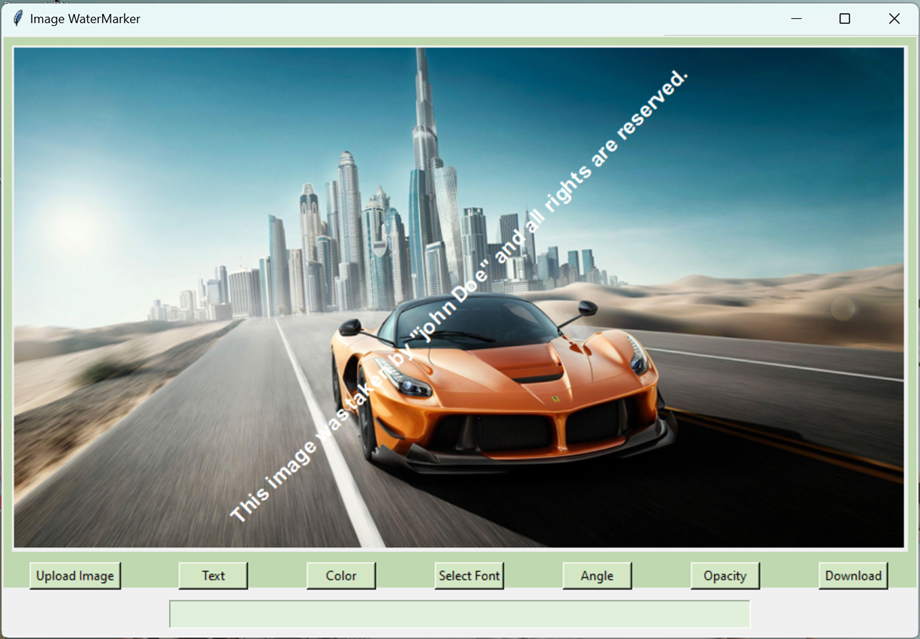 Image WaterMarker
This image was taken by "john Doe" and all rights are reserved.
Upload Image
Text
Color
Select Font
Angle
Opacity
Download